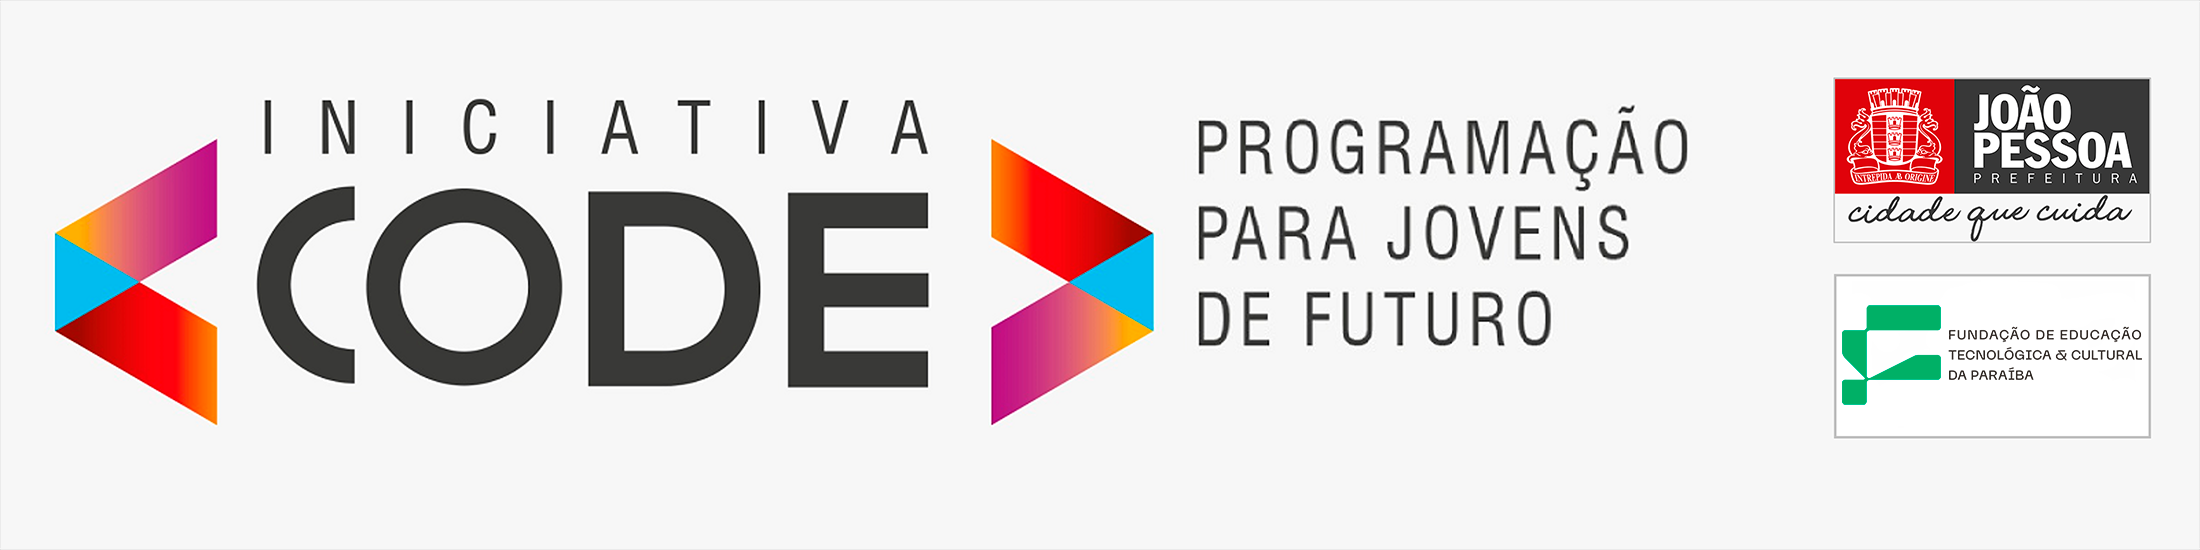 INICIATIVA
CODE
PROGRAMAÇÃO
PARA JOVENS
DE FUTURO
INTREPIDA AB ORIGINE
JOÃO
PESSOA
PREFEITURA
cidade que cuida
FUNDAÇÃO DE EDUCAÇÃO
TECNOLÓGICA & CULTURAL
DA PARAÍBA